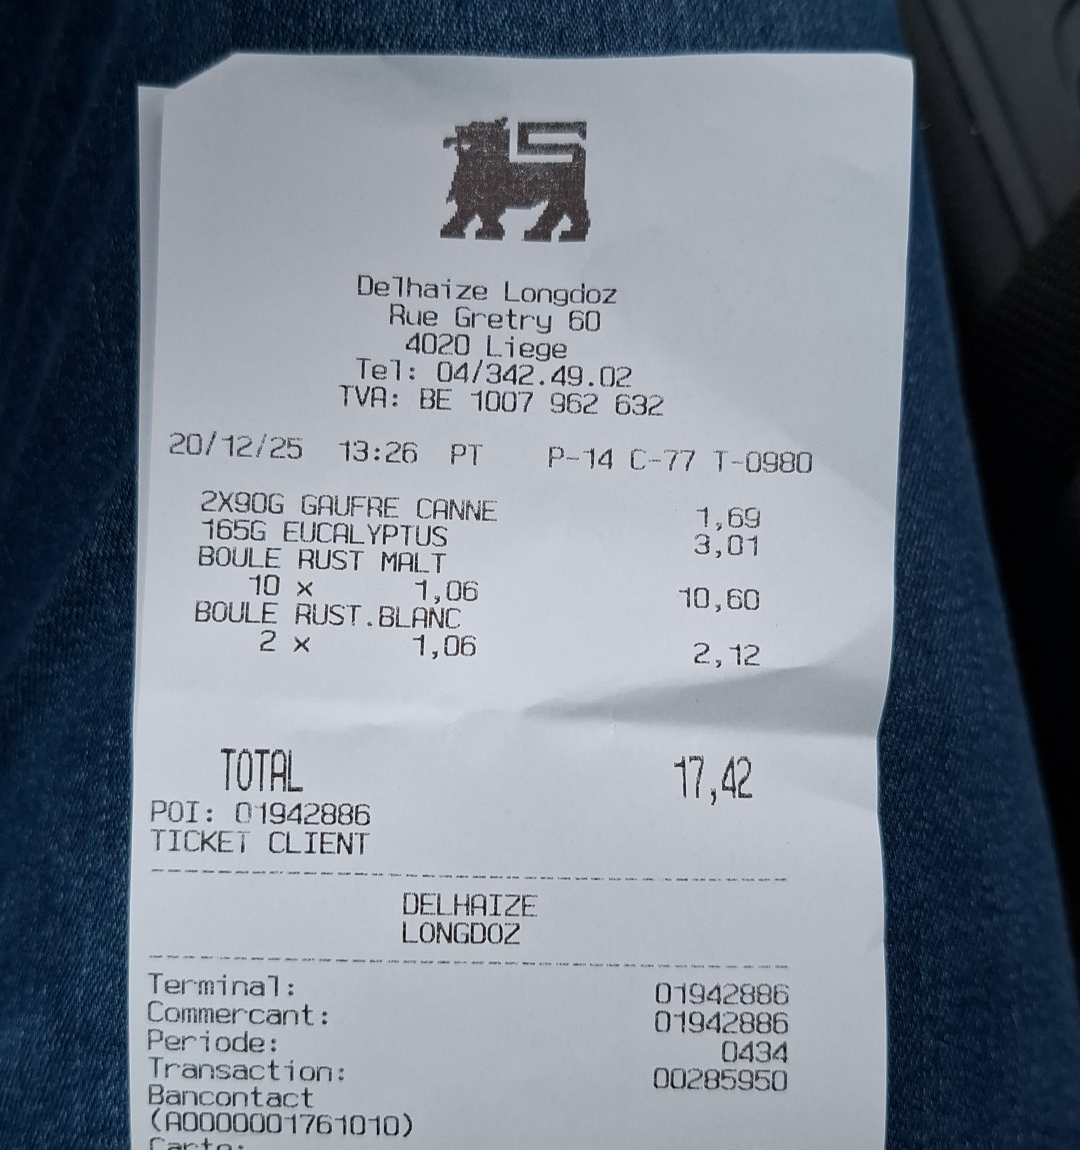 Delhaize Longdoz
Rue Gretry 60
4020 Liege
Tel: 04/342.49.02
TVA: BE 1007 962 632
20/12/25 13:26 PT P-14 C-77 T-0980
2X90G GAUFRE CANNE 1,69
165G EUCALYPTUS 3,01
BOULE RUST MALT
10 x 1,06 10,60
BOULE RUST.BLANC
2 x 1,06 2,12
TOTAL 17,42
POI: 01942886
TICKET CLIENT
DELHAIZE
LONGDOZ
Terminal: 01942886
Commercant: 01942886
Periode: 0434
Transaction: 00285950
Bancontact
(A0000001761010)
Carte: